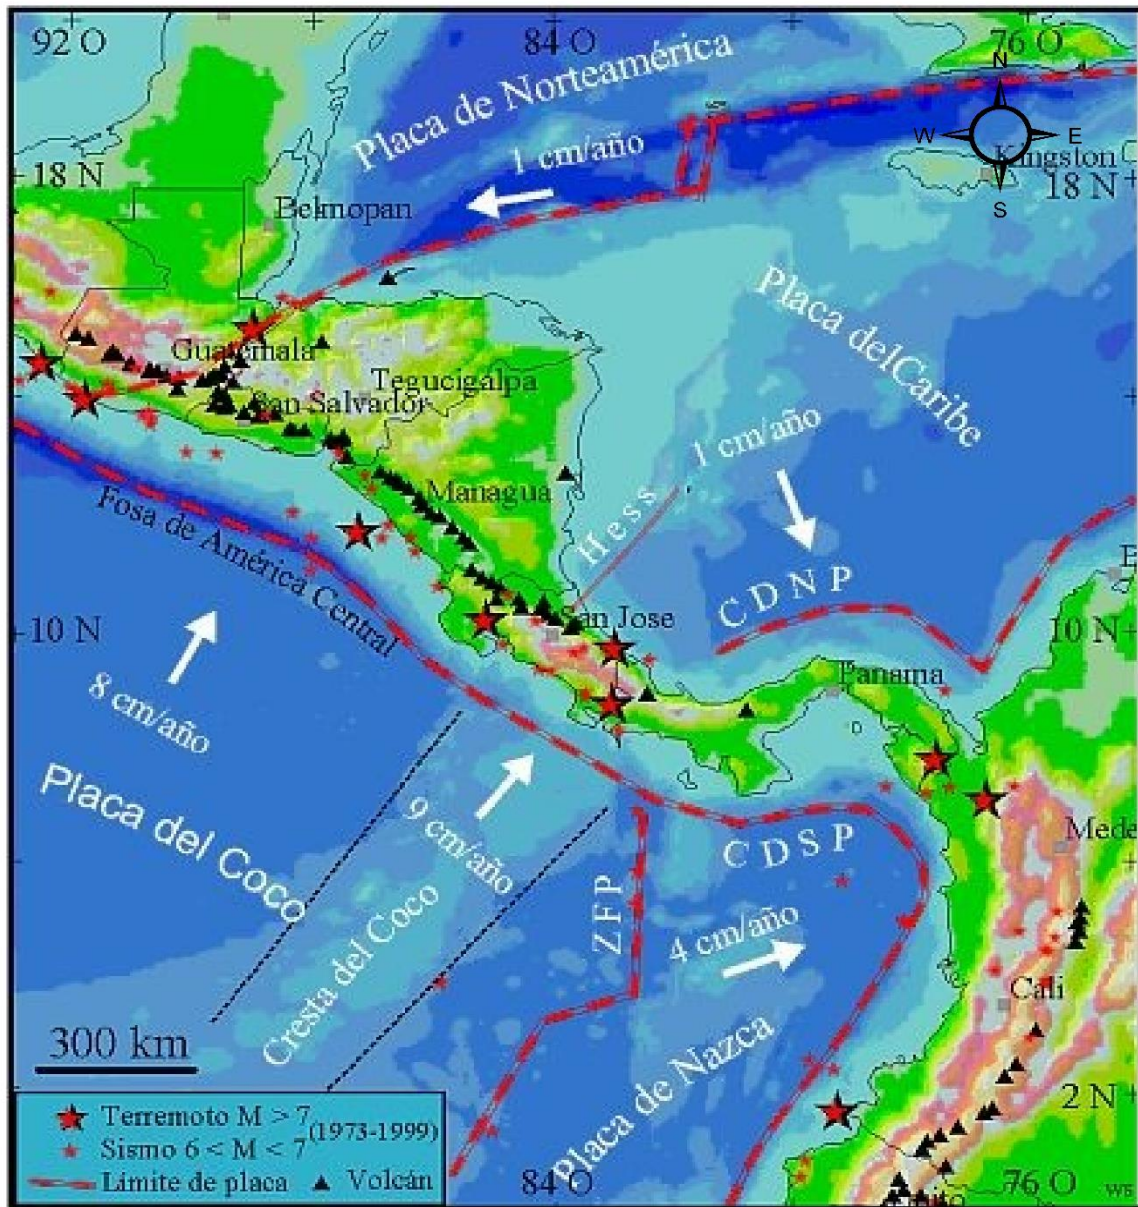 92 O
84 O
76 O
N
W
E
S
Placa de Norteamérica
1 cm/año
Kingston
18 N
18 N
Belmopan
Placa del Caribe
Guatemala
Tegucigalpa
San Salvador
1 cm/año
Managua
Hess
Fosa de América Central
CDNP
San Jose
10 N
10 N
Panama
8 cm/año
Placa del Coco
9 cm/año
CDSP
Mede
ZFP
4 cm/año
Cresta del Coco
Cali
300 km
Placa de Nazca
2 N
Terremoto M > 7
(1973-1999)
Sismo 6 < M < 7
Límite de placa
Volcán
84 O
76 O
ws